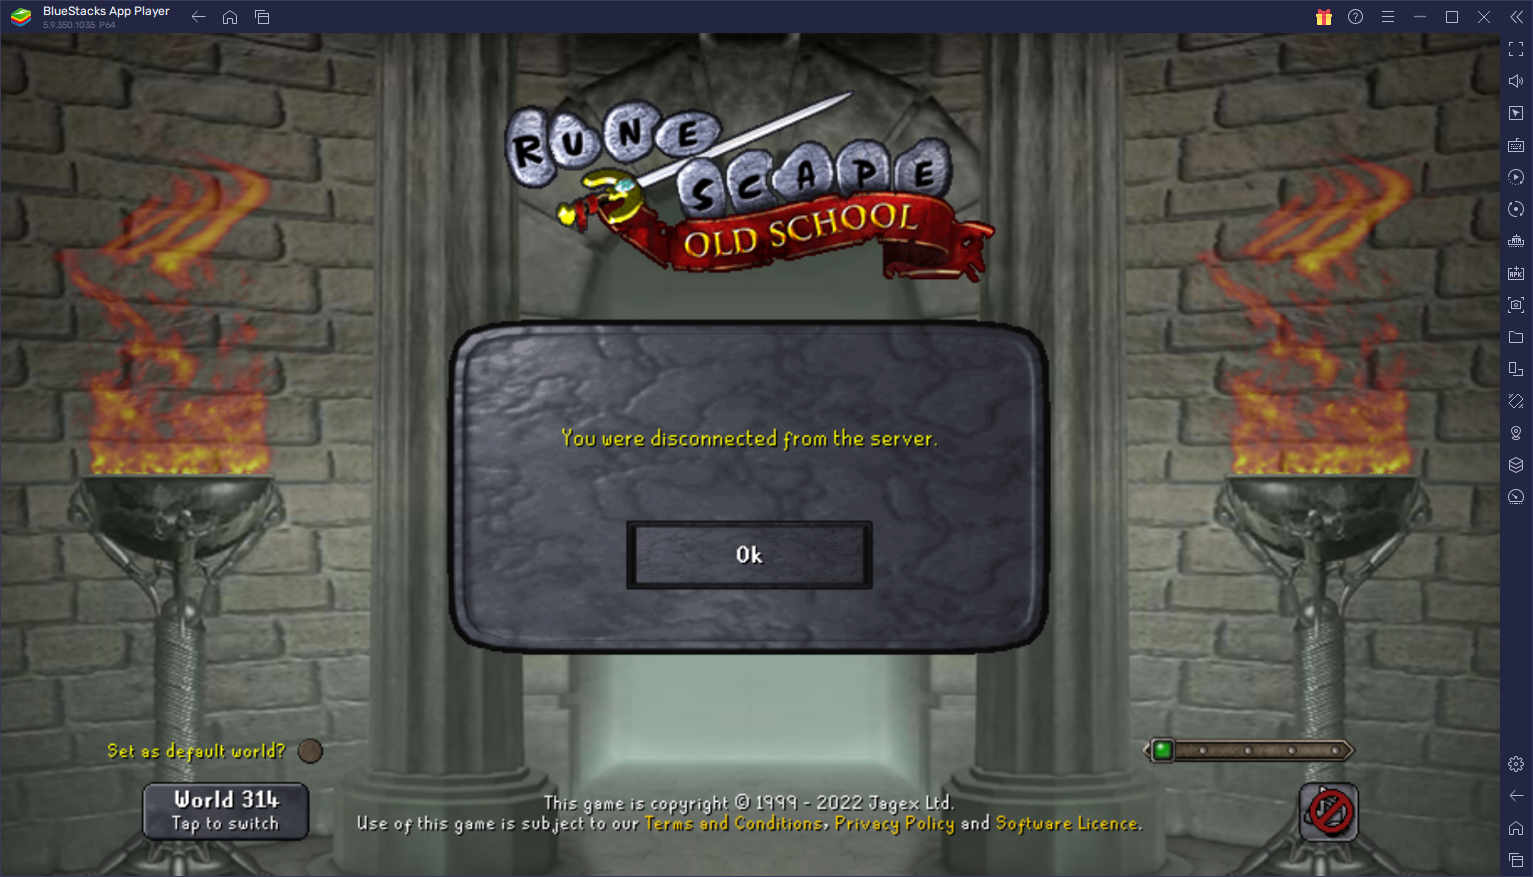 BlueStacks App Player
5.9.350.1035 P64
RUNE
SCAPE
OLD SCHOOL
You were disconnected from the server.
Ok
Set as default world?
World 314
Tap to switch
This game is copyright © 1999 - 2022 Jagex Ltd.
Use of this game is subject to our Terms and Conditions, Privacy Policy and Software Licence.
APK